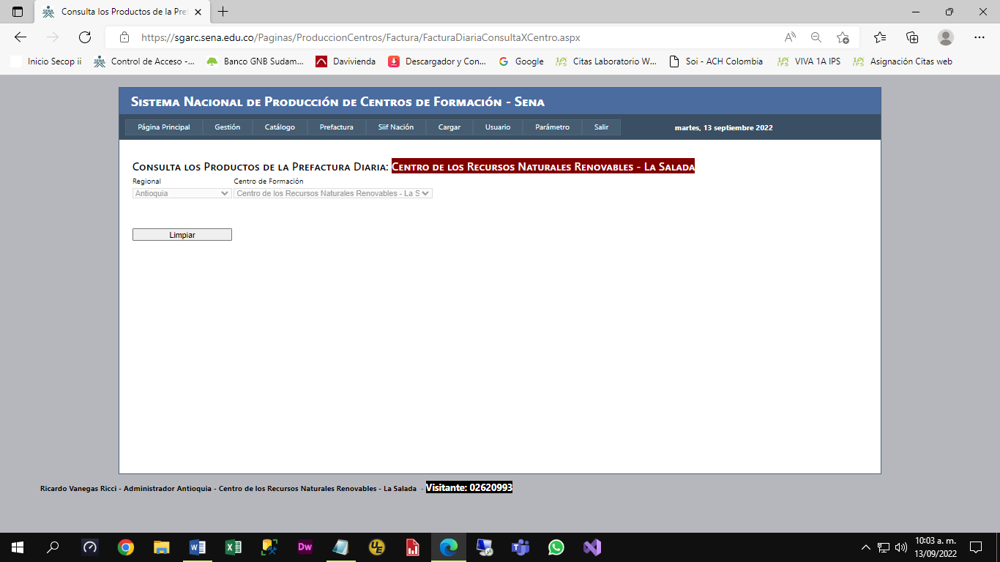 Consulta los Productos de la Pre
https://sgarc.sena.edu.co/Paginas/ProduccionCentros/Factura/FacturaDiariaConsultaXCentro.aspx
Inicio Secop ii Control de Acceso -... Banco GNB Sudam... Davivienda Descargador y Con... Google Citas Laboratorio W... Soi - ACH Colombia VIVA 1A IPS Asignación Citas web
Sistema Nacional de Producción de Centros de Formación - Sena
Página Principal Gestión Catálogo Prefactura Siif Nación Cargar Usuario Parámetro Salir martes, 13 septiembre 2022
Consulta los Productos de la Prefactura Diaria: Centro de los Recursos Naturales Renovables - La Salada
Regional Centro de Formación
Antioquia Centro de los Recursos Naturales Renovables - La S
Limpiar
Ricardo Vanegas Ricci - Administrador Antioquia - Centro de los Recursos Naturales Renovables - La Salada - Visitante: 02620993
Dw UE
10:03 a. m.
13/09/2022